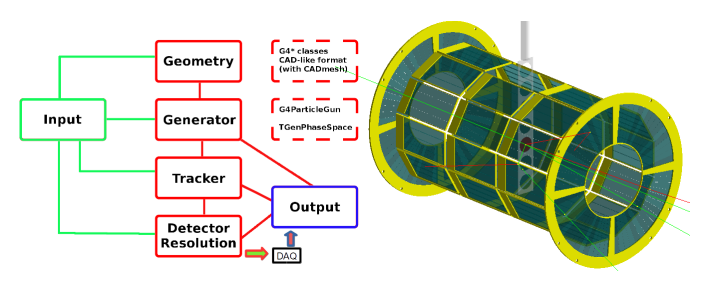 Geometry
G4* classes
CAD-like format
(with CADmesh)
Input
Generator
G4ParticleGun
TGenPhaseSpace
Tracker
Output
Detector
Resolution
DAQ